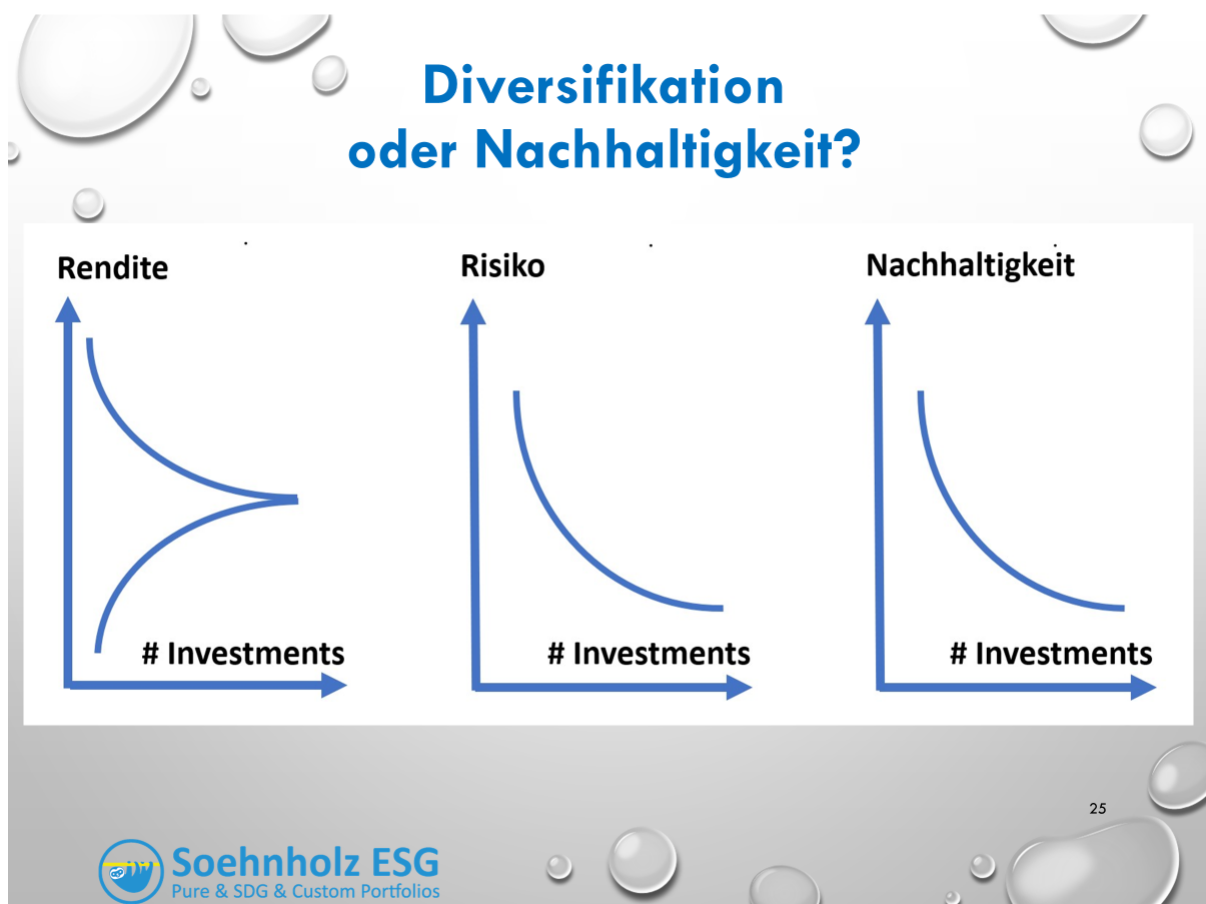 Diversifikation
oder Nachhaltigkeit?
Rendite
# Investments
Risiko
# Investments
Nachhaltigkeit
# Investments
25
Soehnholz ESG
Pure & SDG & Custom Portfolios